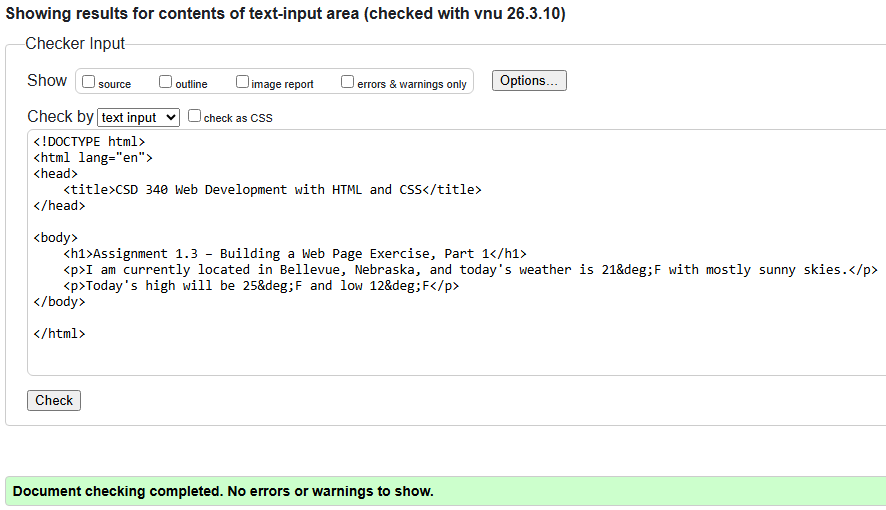 Showing results for contents of text-input area (checked with vnu 26.3.10)
Checker Input
Show source outline image report errors & warnings only Options...
Check by text input check as CSS
<!DOCTYPE html>
<html lang="en">
<head>
    <title>CSD 340 Web Development with HTML and CSS</title>
</head>

<body>
    <h1>Assignment 1.3 – Building a Web Page Exercise, Part 1</h1>
    <p>I am currently located in Bellevue, Nebraska, and today's weather is 21&deg;F with mostly sunny skies.</p>
    <p>Today's high will be 25&deg;F and low 12&deg;F</p>
</body>

</html>
Check
Document checking completed. No errors or warnings to show.